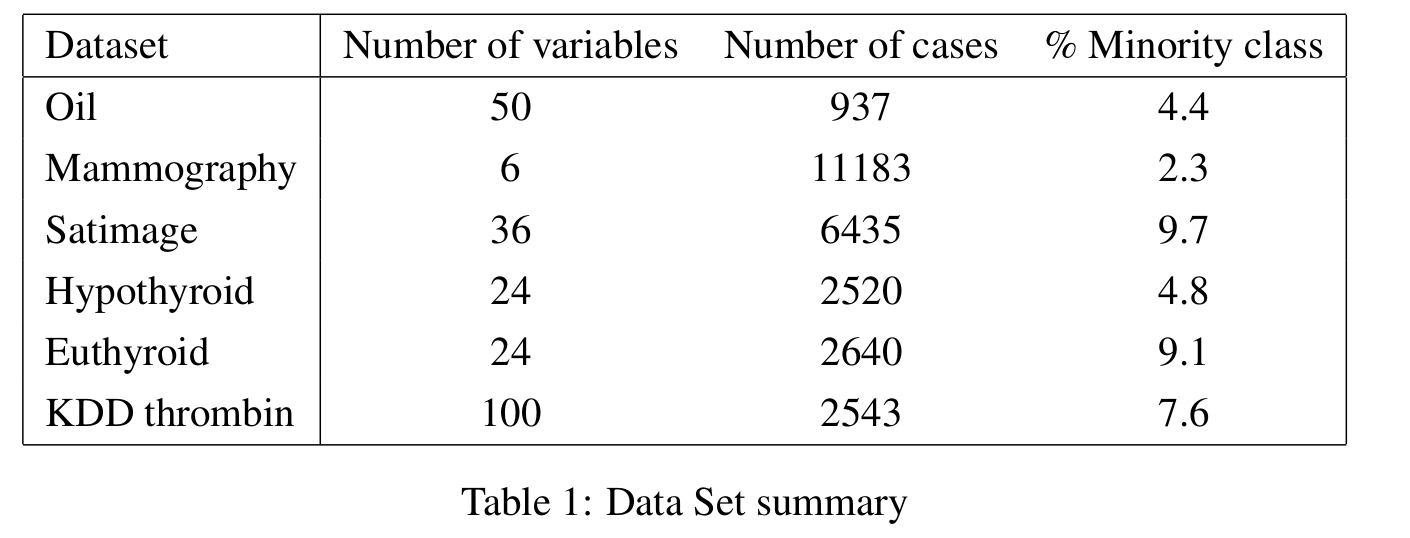 Dataset Number of variables Number of cases % Minority class
Oil 50 937 4.4
Mammography 6 11183 2.3
Satimage 36 6435 9.7
Hypothyroid 24 2520 4.8
Euthyroid 24 2640 9.1
KDD thrombin 100 2543 7.6
Table 1: Data Set summary